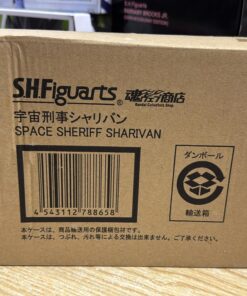 S.H.Figuarts® 魂ウェブ商店
Bandai Collectors Shop
宇宙刑事シャリバン
SPACE SHERIFF SHARIVAN
ダンボール
輸送箱
4 543112 788658
本ケースは、商品輸送用の保護梱包材です。
本ケースは、つぶれ、汚れ等による交換は出来ません。ご了承ください。